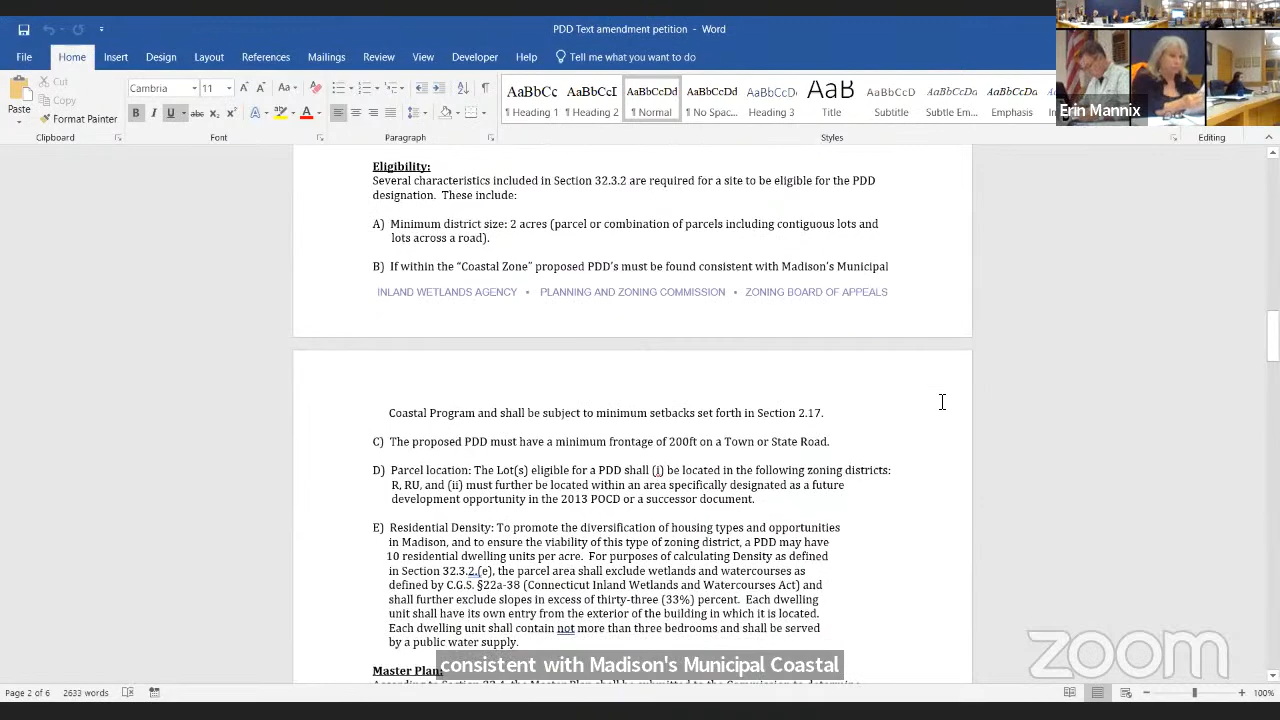 PDD Text amendment petition - Word
File Home Insert Design Layout References Mailings Review View Developer Help Tell me what you want to do
Paste
Cut
Copy
Format Painter
Clipboard
Cambria 11
Font
Paragraph
AaBbCc AaBbCc AaBbCcDd AaBbCcDd AaBbCcD AaBb AaBbCcD AaBbCcDd AaBbCcD
¶ Heading 1 ¶ Heading 2 ¶ Normal ¶ No Spac... Heading 3 Title Subtitle Subtle Em... Emphasis
Styles
Editing
Erin Mannix
Eligibility:
Several characteristics included in Section 32.3.2 are required for a site to be eligible for the PDD
designation. These include:
A) Minimum district size: 2 acres (parcel or combination of parcels including contiguous lots and
lots across a road).
B) If within the “Coastal Zone” proposed PDD’s must be found consistent with Madison’s Municipal
INLAND WETLANDS AGENCY ▪ PLANNING AND ZONING COMMISSION ▪ ZONING BOARD OF APPEALS
Coastal Program and shall be subject to minimum setbacks set forth in Section 2.17.
C) The proposed PDD must have a minimum frontage of 200ft on a Town or State Road.
D) Parcel location: The Lot(s) eligible for a PDD shall (i) be located in the following zoning districts:
R, RU, and (ii) must further be located within an area specifically designated as a future
development opportunity in the 2013 POCD or a successor document.
E) Residential Density: To promote the diversification of housing types and opportunities
in Madison, and to ensure the viability of this type of zoning district, a PDD may have
10 residential dwelling units per acre. For purposes of calculating Density as defined
in Section 32.3.2,(e), the parcel area shall exclude wetlands and watercourses as
defined by C.G.S. §22a-38 (Connecticut Inland Wetlands and Watercourses Act) and
shall further exclude slopes in excess of thirty-three (33%) percent. Each dwelling
unit shall have its own entry from the exterior of the building in which it is located.
Each dwelling unit shall contain not more than three bedrooms and shall be served
by a public water supply.
Master Plan:
consistent with Madison's Municipal Coastal
zoom
Page 2 of 6 2633 words
100%